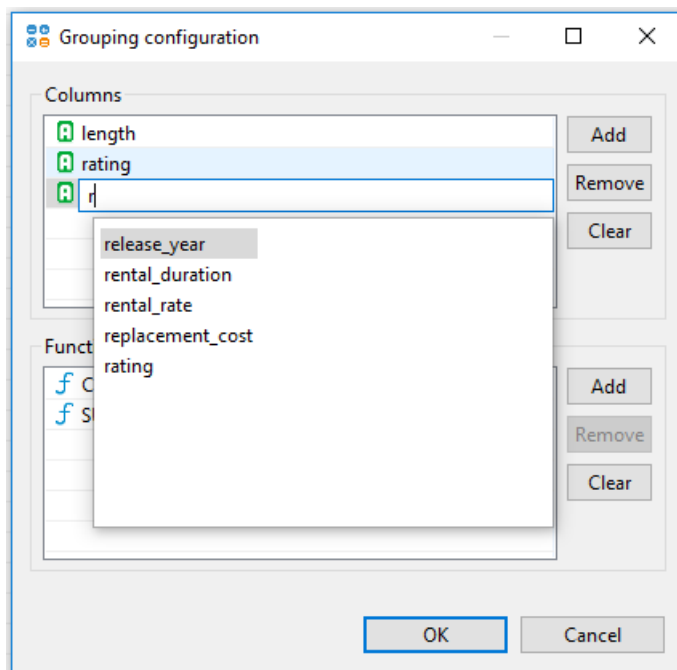 Grouping configuration
Columns
length
Add
rating
Remove
r
Clear
release_year
rental_duration
rental_rate
replacement_cost
rating
Add
Remove
Clear
OK
Cancel